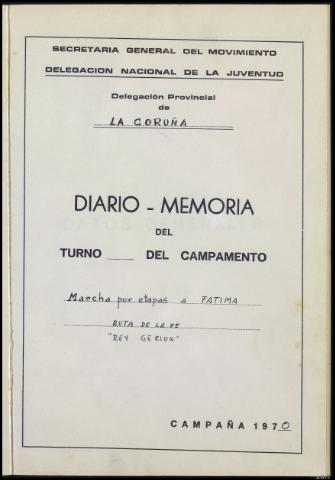 SECRETARIA GENERAL DEL MOVIMIENTO
DELEGACION NACIONAL DE LA JUVENTUD
Delegación Provincial
de
LA CORUÑA
DIARIO - MEMORIA
DEL
TURNO ____ DEL CAMPAMENTO
Marcha por etapas a FATIMA
RUTA DE LA FE
"REY GERION"
CAMPAÑA 1970